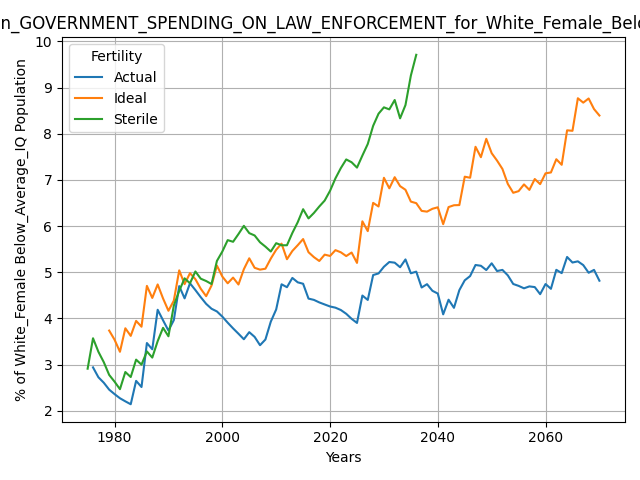 n_GOVERNMENT_SPENDING_ON_LAW_ENFORCEMENT_for_White_Female_Bel
Fertility
Actual
Ideal
Sterile
% of White_Female Below_Average_IQ Population
10
9
8
7
6
5
4
3
2
1980
2000
2020
2040
2060
Years